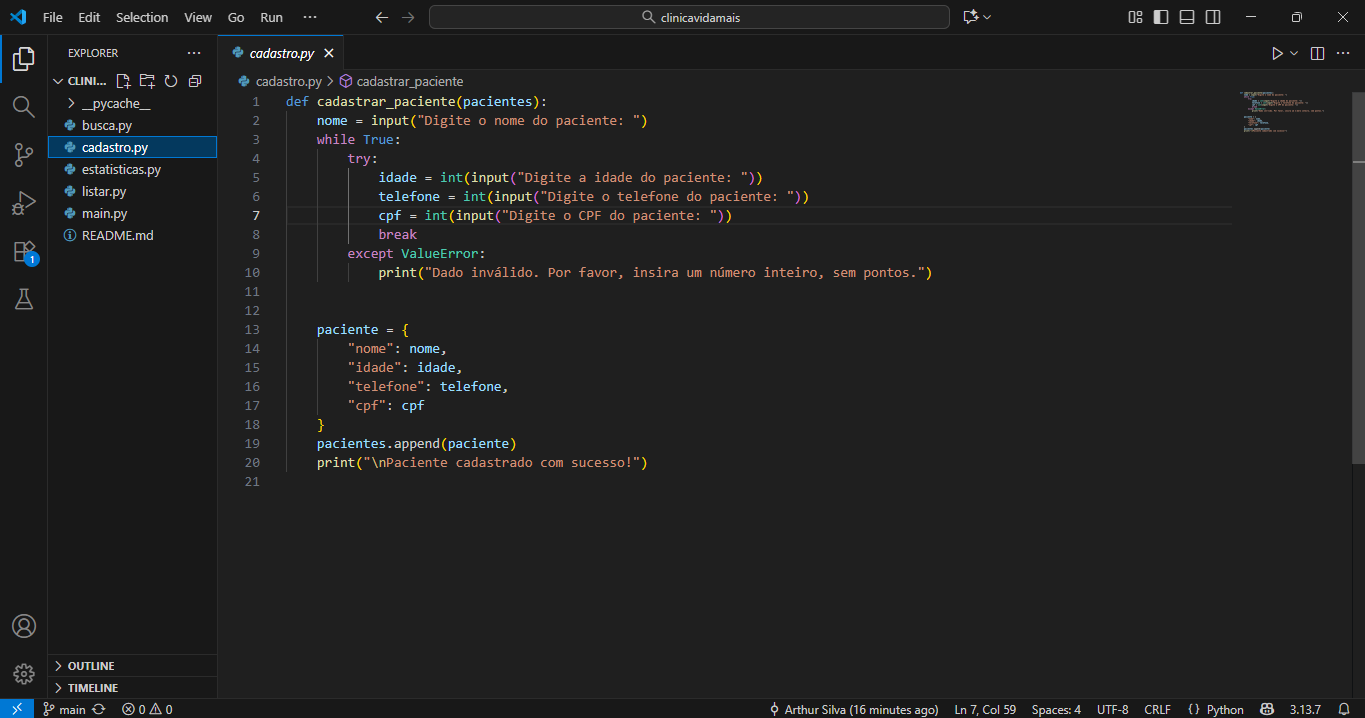 File Edit Selection View Go Run ··· clinicavidamais
EXPLORER ···
CLINI...
__pycache__
busca.py
cadastro.py
estatisticas.py
listar.py
main.py
README.md
1
OUTLINE
TIMELINE
cadastro.py
cadastro.py > cadastrar_paciente
1 def cadastrar_paciente(pacientes):
2 nome = input("Digite o nome do paciente: ")
3 while True:
4 try:
5 idade = int(input("Digite a idade do paciente: "))
6 telefone = int(input("Digite o telefone do paciente: "))
7 cpf = int(input("Digite o CPF do paciente: "))
8 break
9 except ValueError:
10 print("Dado inválido. Por favor, insira um número inteiro, sem pontos.")
11
12
13 paciente = {
14 "nome": nome,
15 "idade": idade,
16 "telefone": telefone,
17 "cpf": cpf
18 }
19 pacientes.append(paciente)
20 print("\nPaciente cadastrado com sucesso!")
21
main 0 0 Arthur Silva (16 minutes ago) Ln 7, Col 59 Spaces: 4 UTF-8 CRLF {} Python 3.13.7